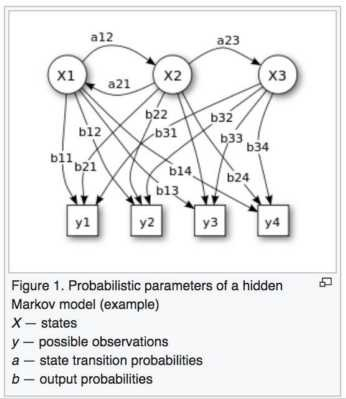 a12
a23
X1
X2
X3
a21
b12
b22
b31
b32
b33
b34
b11
b21
b14
b24
b13
y1
y2
y3
y4
Figure 1. Probabilistic parameters of a hidden
Markov model (example)
X — states
y — possible observations
a — state transition probabilities
b — output probabilities